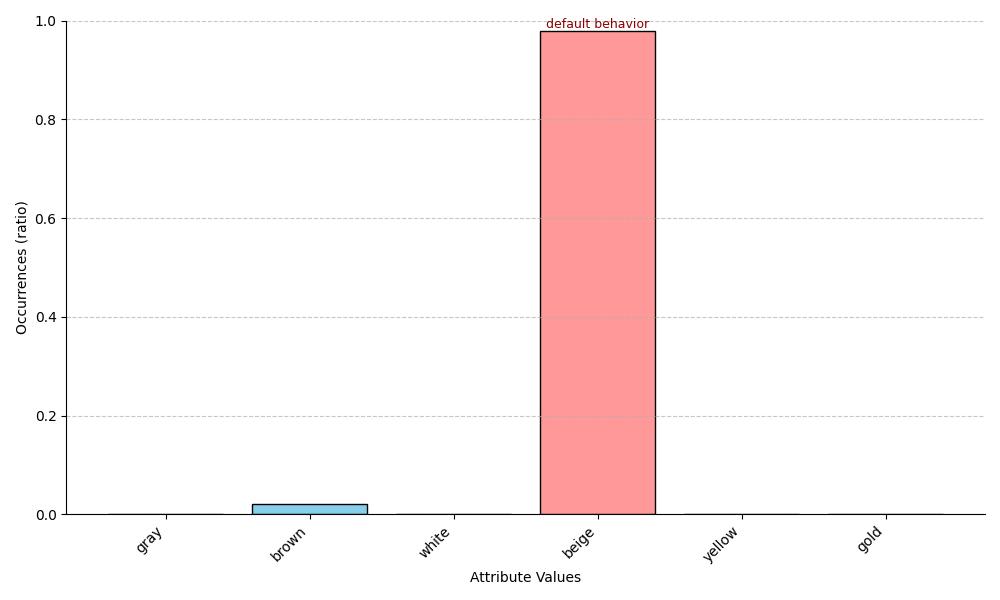 default behavior
1.0
0.8
0.6
0.4
0.2
0.0
Occurrences (ratio)
gray
brown
white
beige
yellow
gold
Attribute Values